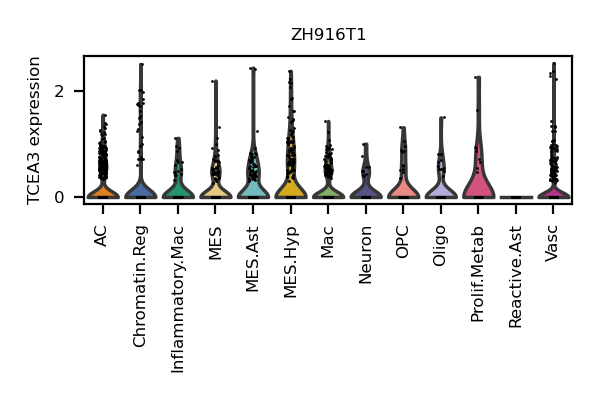 ZH916T1
TCEA3 expression
2
0
AC
Chromatin.Reg
Inflammatory.Mac
MES
MES.Ast
MES.Hyp
Mac
Neuron
OPC
Oligo
Prolif.Metab
Reactive.Ast
Vasc